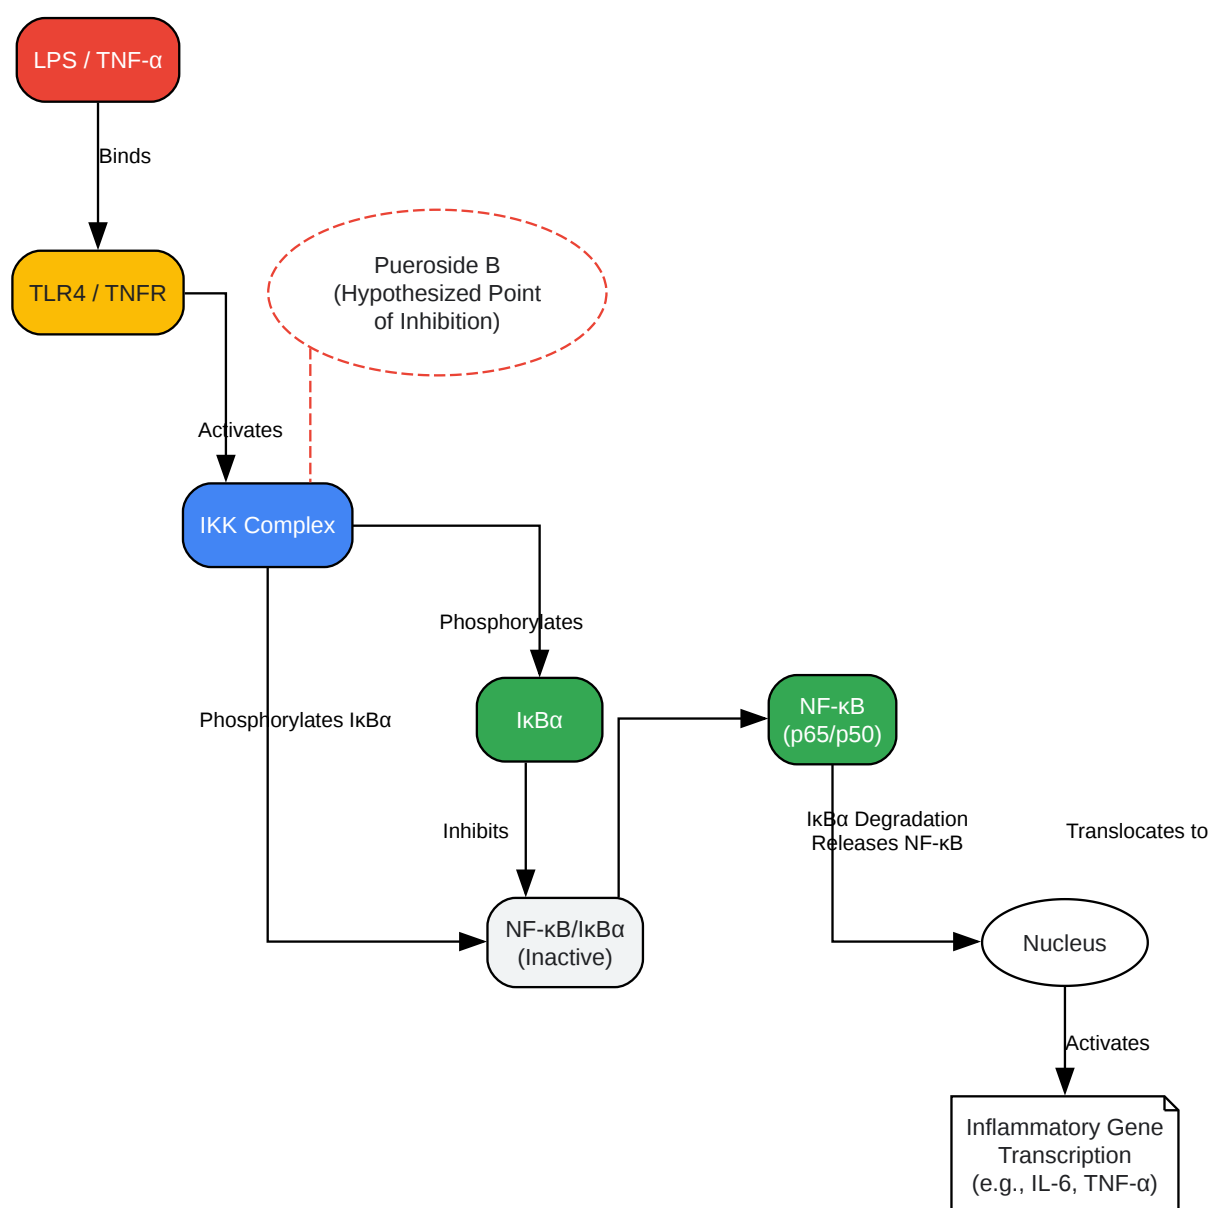 LPS / TNF-α
Binds
TLR4 / TNFR
Pueroside B
(Hypothesized Point
of Inhibition)
Activates
IKK Complex
Phosphorylates
Phosphorylates IκBα
IκBα
NF-κB
(p65/p50)
Inhibits
IκBα Degradation
Releases NF-κB
Translocates to
NF-κB/IκBα
(Inactive)
Nucleus
Activates
Inflammatory Gene
Transcription
(e.g., IL-6, TNF-α)